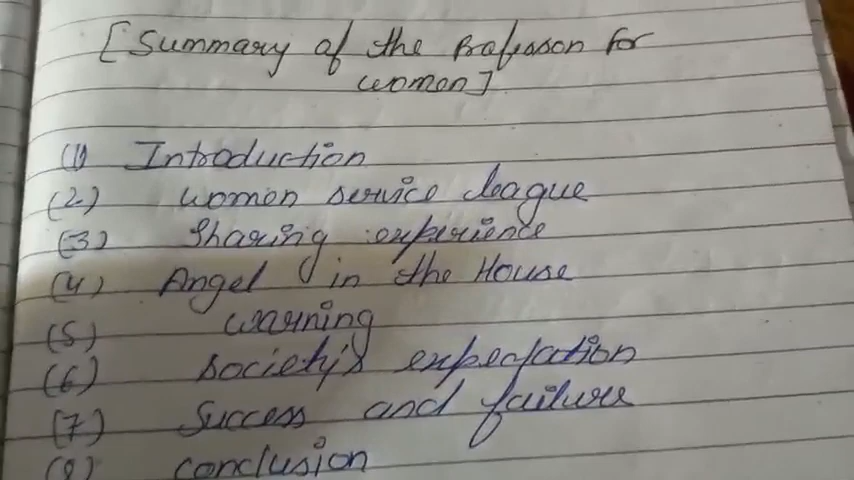 [Summary of the Profession for
women]
(1) Introduction
(2) women service league
(3) Sharing experience
(4) Angel in the House
(5) warning
(6) society's expectation
(7) Success and failure
(8) conclusion